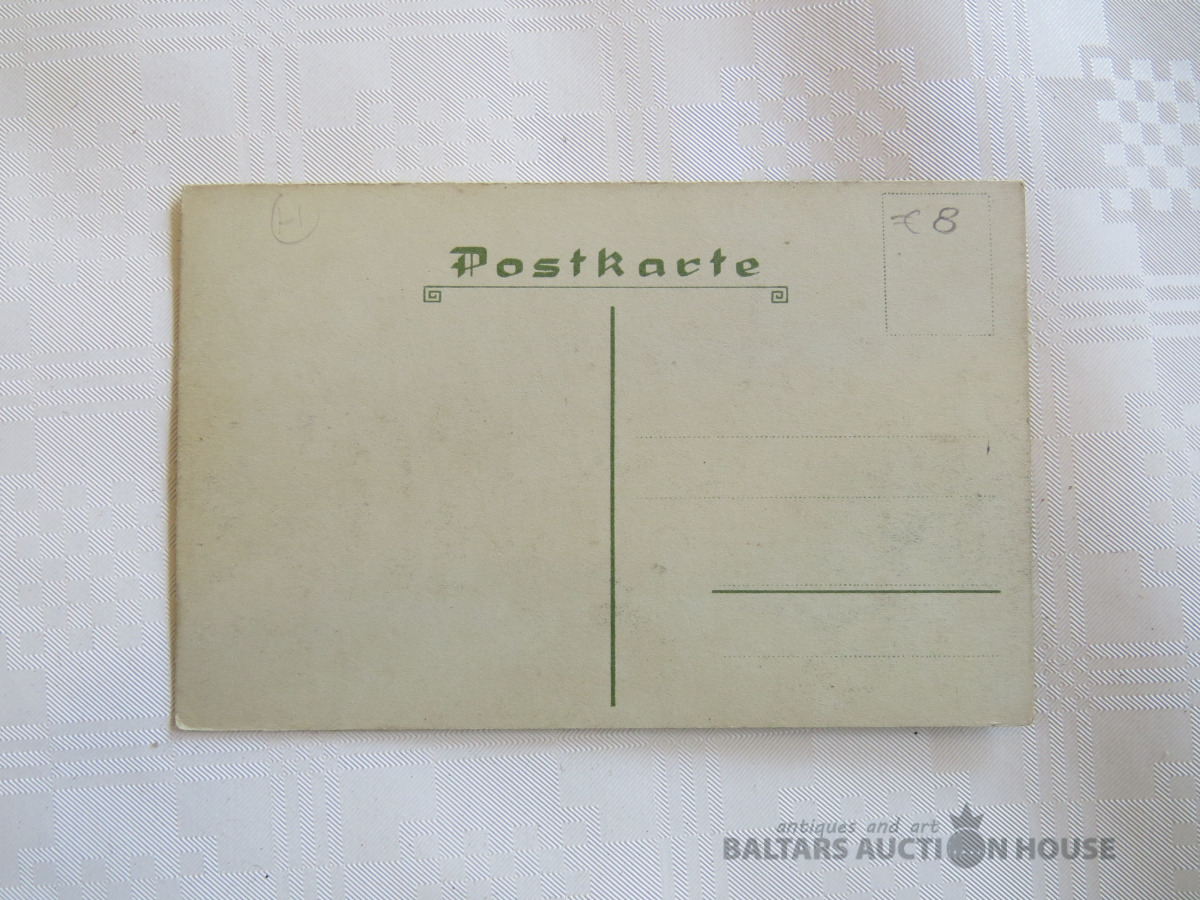 € 8
Postkarte
antiques and art
BALTARS AUCTION HOUSE